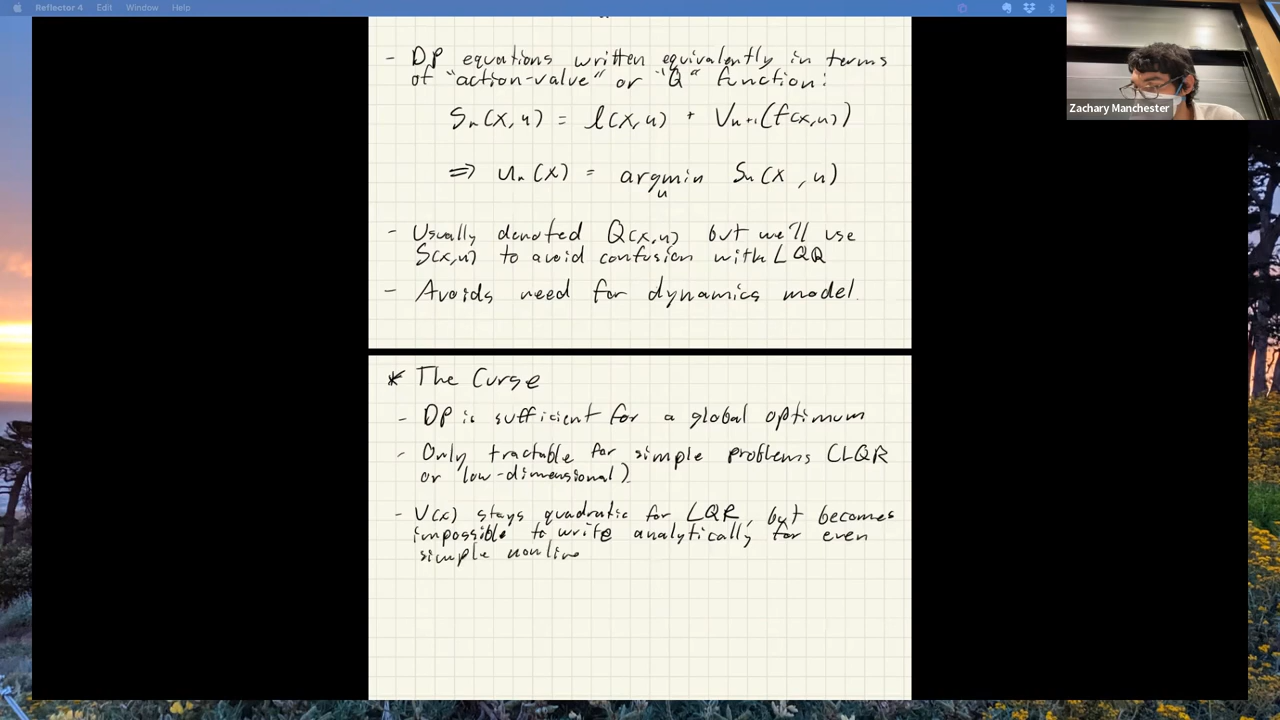 Reflector 4 Edit Window Help
Zachary Manchester
- DP equations written equivalently in terms
of "action-value" or "Q" function:
Sₙ(x,u) = l(x,u) + Vₙ₊₁(f(x,u))
⇒ uₙ(x) = argmin Sₙ(x,u)
u
- Usually denoted Q(x,u) but we'll use
S(x,u) to avoid confusion with LQR
- Avoids need for dynamics model.
* The Curse
- DP is sufficient for a global optimum
- Only tractable for simple problems (LQR
or low-dimensional)
- V(x) stays quadratic for LQR, but becomes
impossible to write analytically for even
simple nonline